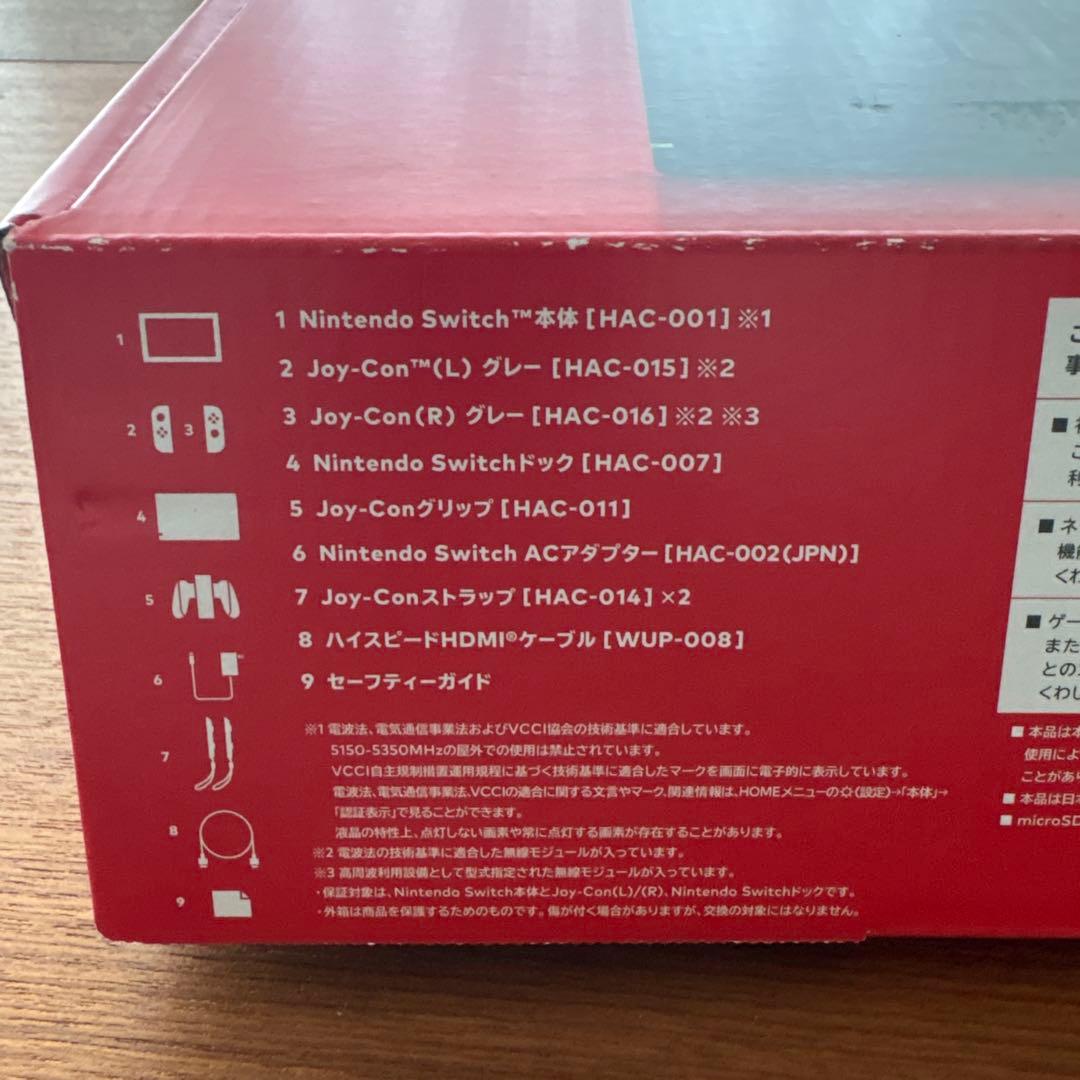 1 Nintendo Switch™本体［HAC-001］※1
2 Joy-Con™(L) グレー［HAC-015］※2
3 Joy-Con(R) グレー［HAC-016］※2 ※3
4 Nintendo Switchドック［HAC-007］
5 Joy-Conグリップ［HAC-011］
6 Nintendo Switch ACアダプター［HAC-002(JPN)］
7 Joy-Conストラップ［HAC-014］×2
8 ハイスピードHDMI®ケーブル［WUP-008］
9 セーフティーガイド
1
2 3
4
5
6
7
8
9
※1 電波法、電気通信事業法およびVCCI協会の技術基準に適合しています。
5150-5350MHzの屋外での使用は禁止されています。
VCCI自主規制措置運用規程に基づく技術基準に適合したマークを画面に電子的に表示しています。
電波法、電気通信事業法、VCCIの適合に関する文言やマーク、関連情報は、HOMEメニューの(設定)→「本体」→
「認証表示」で見ることができます。
液晶の特性上、点灯しない画素や常に点灯する画素が存在することがあります。
※2 電波法の技術基準に適合した無線モジュールが入っています。
※3 高周波利用設備として型式指定された無線モジュールが入っています。
・保証対象は、Nintendo Switch本体とJoy-Con(L)/(R)、Nintendo Switchドックです。
・外箱は商品を保護するためのものです。傷が付く場合がありますが、交換の対象にはなりません。
事
■
こ
利
■ ネ
機
くわ
■ ゲー
また
との
くわし
■ 本品は本
使用によ
ことがあ
■ 本品は日
■ microSD